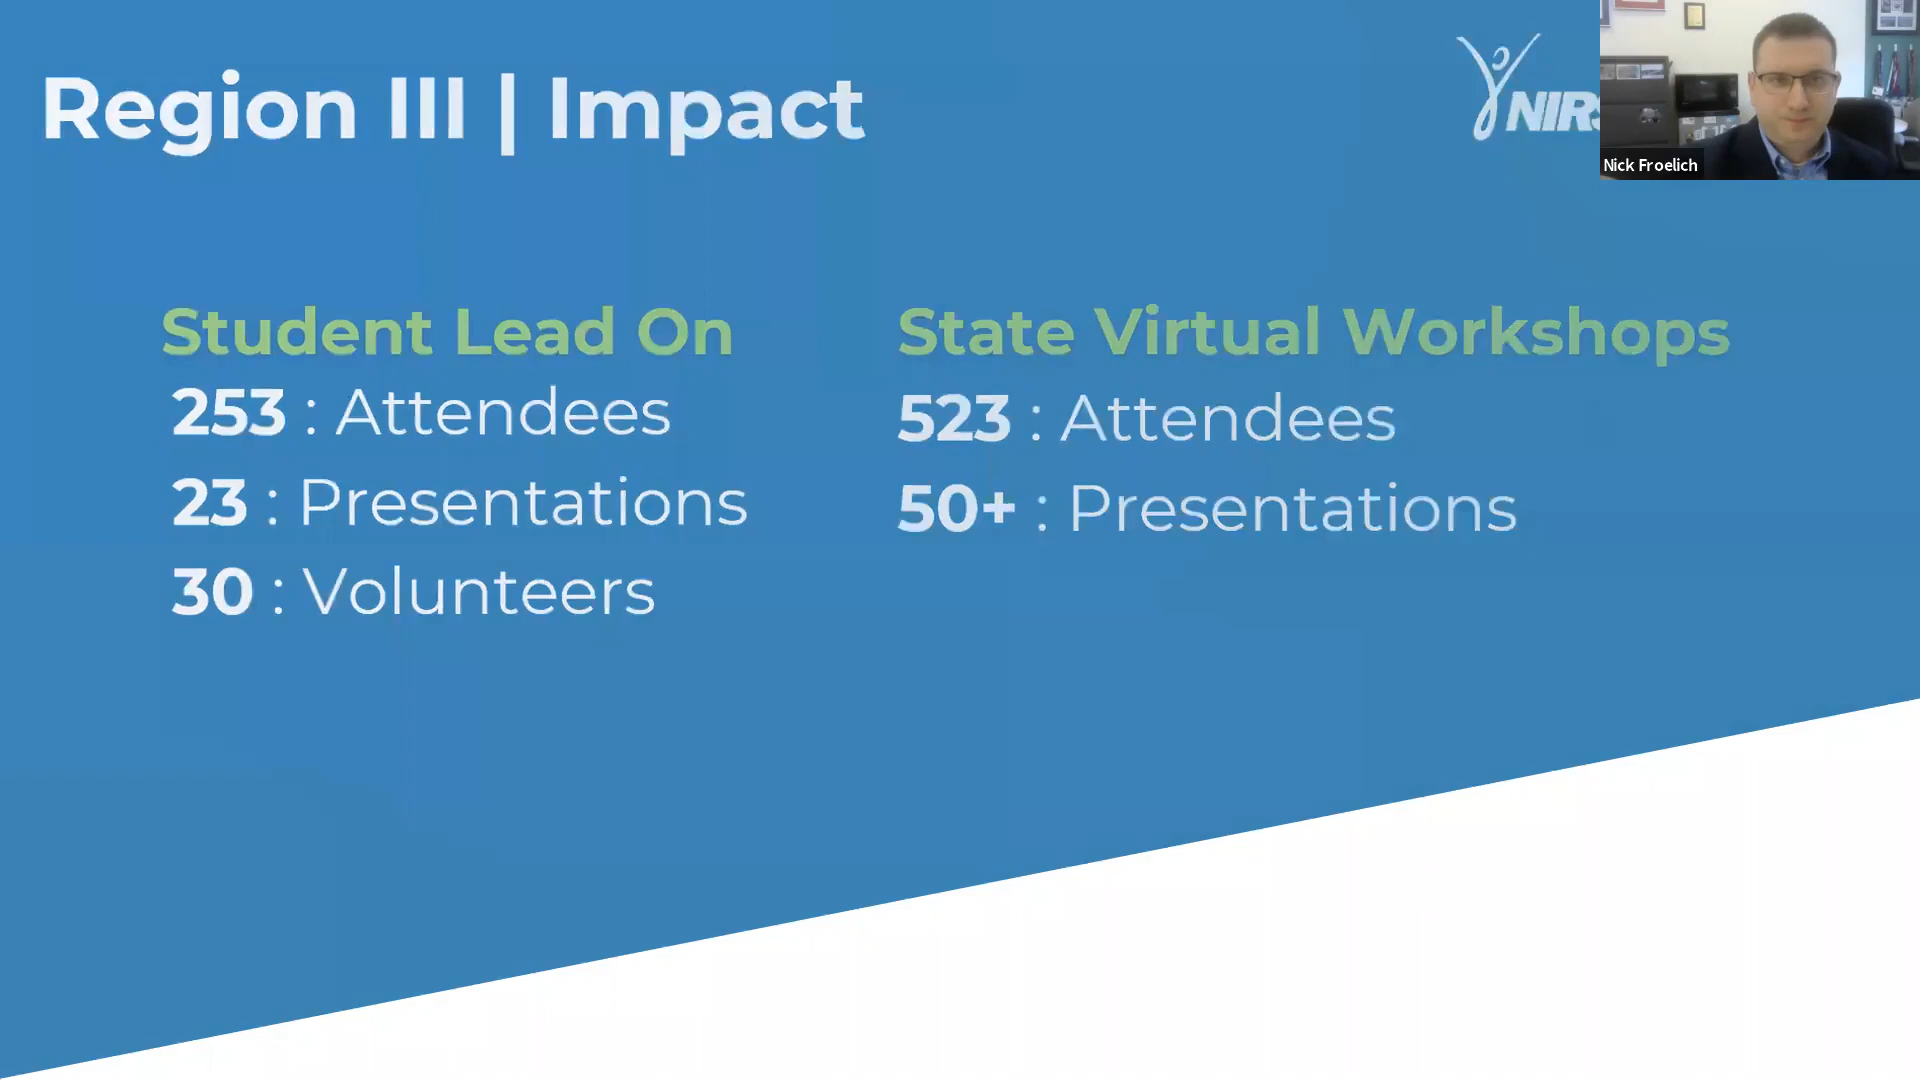 Region III | Impact
NIRS
Nick Froelich
Student Lead On
253 : Attendees
23 : Presentations
30 : Volunteers
State Virtual Workshops
523 : Attendees
50+ : Presentations